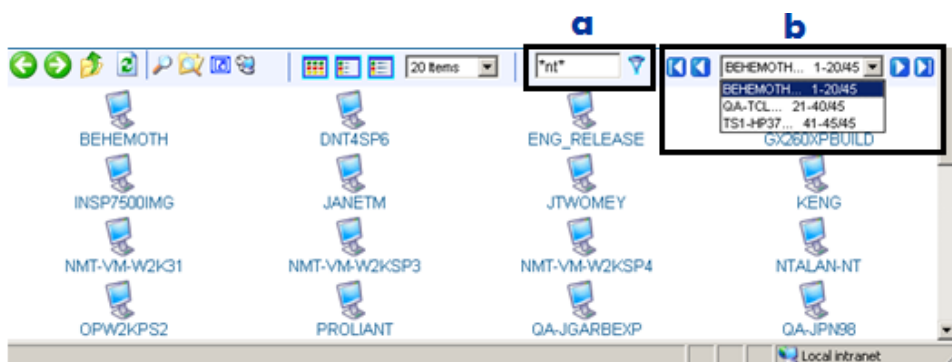 a
b
20 Items
*nt*
BEHEMOTH... 1-20/45
BEHEMOTH... 1-20/45
QA-TCL... 21-40/45
TS1-HP37... 41-45/45
BEHEMOTH
DNT4SP6
ENG_RELEASE
GX260XPBUILD
INSP7500IMG
JANETM
JTWOMEY
KENG
NMT-VM-W2K31
NMT-VM-W2KSP3
NMT-VM-W2KSP4
NTALAN-NT
OPW2KPS2
PROLIANT
QA-JGARBEXP
QA-JPN98
Local intranet